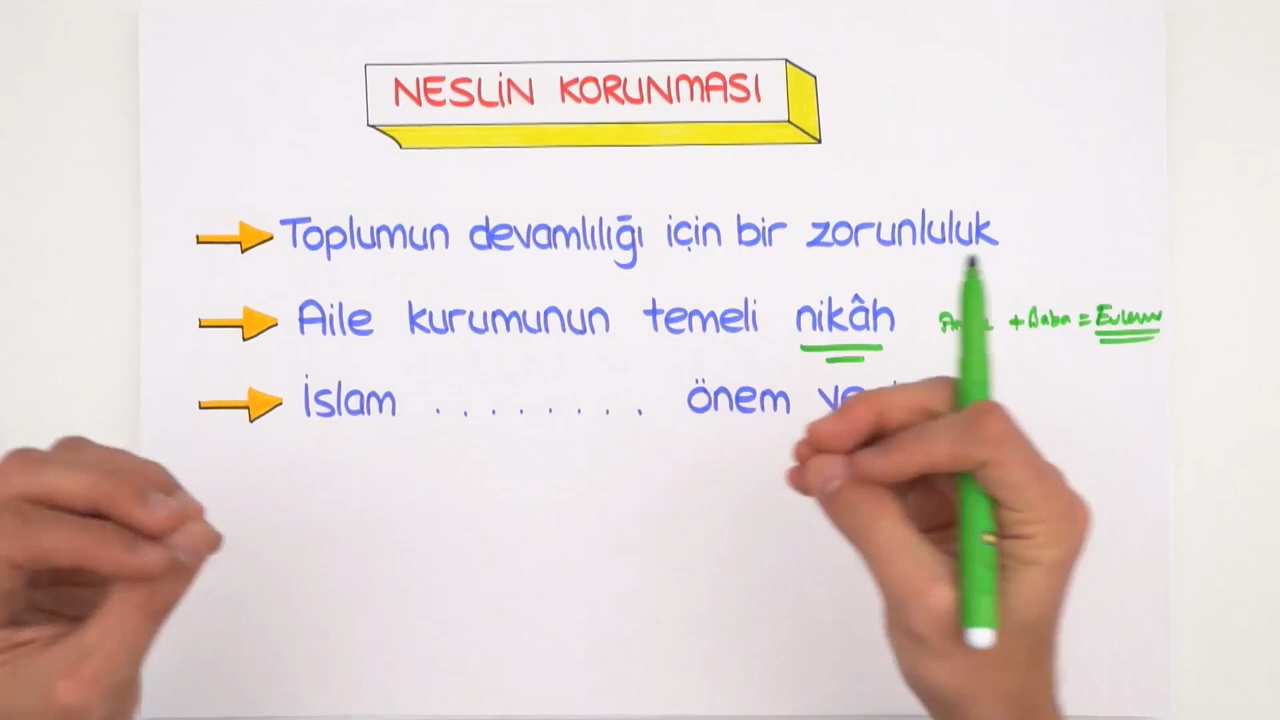 NESLİN KORUNMASI
Toplumun devamlılığı için bir zorunluluk
Aile kurumunun temeli nikâh + Baba =
İslam ........ önem